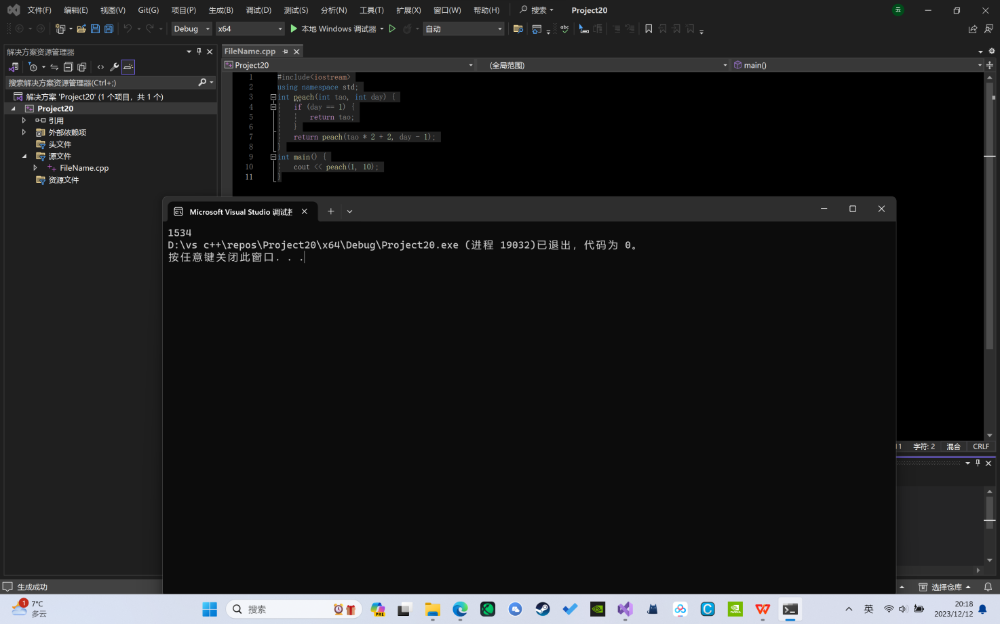 文件(F) 编辑(E) 视图(V) Git(G) 项目(P) 生成(B) 调试(D) 测试(S) 分析(N) 工具(T) 扩展(X) 窗口(W) 帮助(H) 搜索 Project20 云
Debug x64 本地 Windows 调试器 自动
解决方案资源管理器
搜索解决方案资源管理器(Ctrl+;)
解决方案 'Project20' (1 个项目，共 1 个)
Project20
引用
外部依赖项
头文件
源文件
FileName.cpp
资源文件
FileName.cpp
Project20 (全局范围) main()
1 #include<iostream>
2 using namespace std;
3 int peach(int tao, int day) {
4 if (day == 1) {
5 return tao;
6 }
7 return peach(tao * 2 + 2, day - 1);
8 }
9 int main() {
10 cout << peach(1, 10);
11 }
Microsoft Visual Studio 调试控
1534
D:\vs c++\repos\Project20\x64\Debug\Project20.exe (进程 19032)已退出，代码为 0。
按任意键关闭此窗口. . .
11 字符: 2 混合 CRLF
生成成功
选择仓库
1 7°C
多云
搜索
PRE
英
20:18
2023/12/12